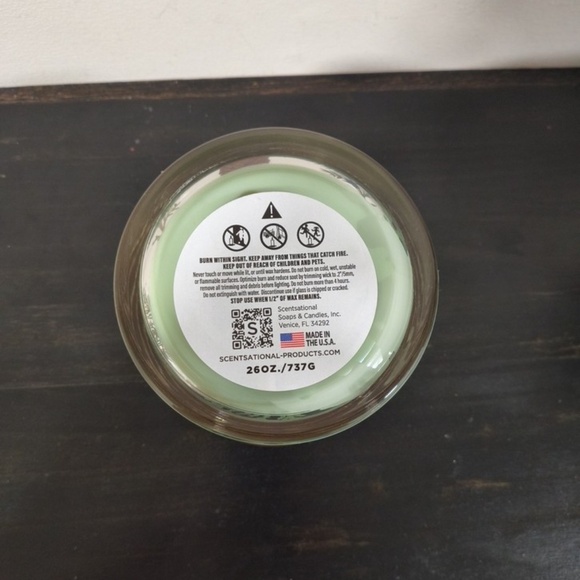 BURN WITHIN SIGHT. KEEP AWAY FROM THINGS THAT CATCH FIRE.
KEEP OUT OF REACH OF CHILDREN AND PETS.
Never touch or move while lit, or until wax hardens. Do not burn on cold, wet, unstable
or flammable surfaces. Optimize burn and reduce soot by trimming wick to .2"/5mm,
remove all trimming and debris before lighting. Do not burn more than 4 hours.
Do not extinguish with water. Discontinue use if glass is chipped or cracked.
STOP USE WHEN 1/2" OF WAX REMAINS.
S
Scentsational
Soaps & Candles, Inc.
Venice, FL 34292
MADE IN
THE U.S.A.
SCENTSATIONAL-PRODUCTS.COM
26OZ./737G